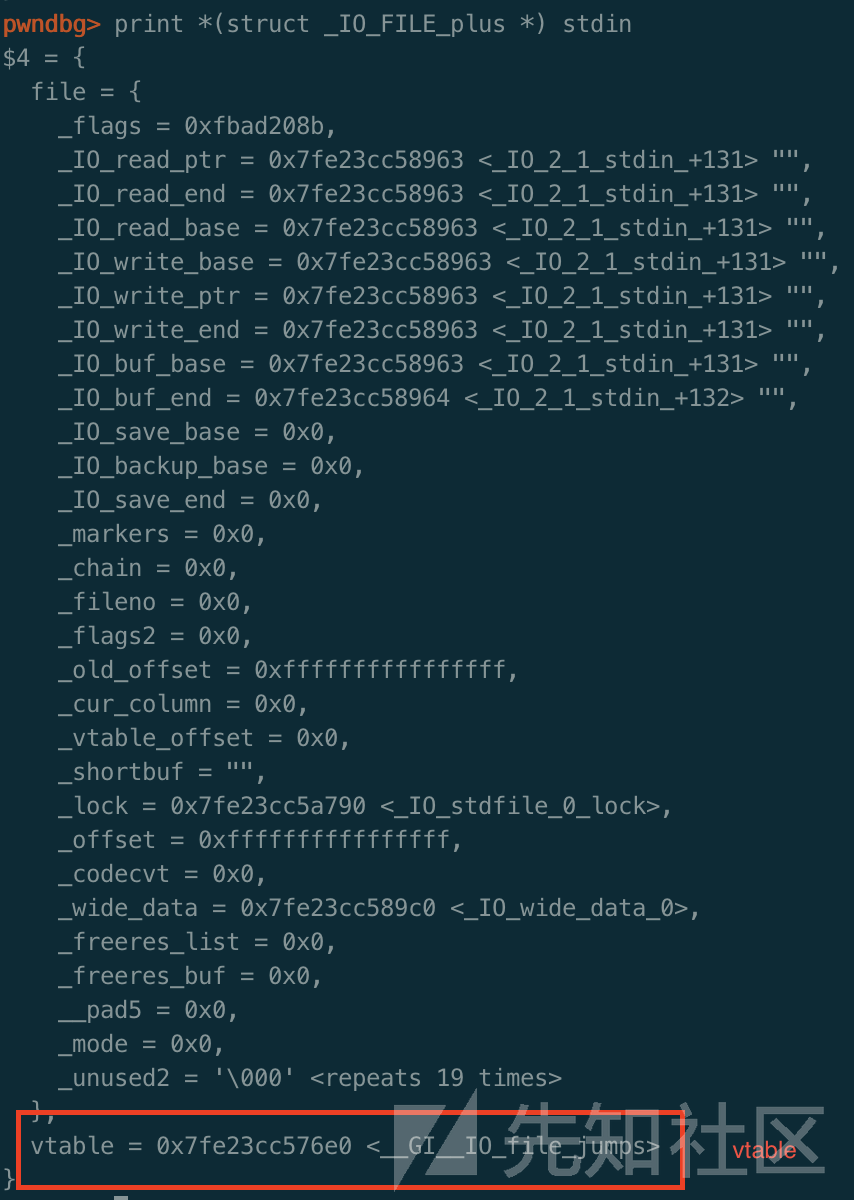 pwndbg> print *(struct _IO_FILE_plus *) stdin
$4 = {
  file = {
    _flags = 0xfbad208b,
    _IO_read_ptr = 0x7fe23cc58963 <_IO_2_1_stdin_+131> "",
    _IO_read_end = 0x7fe23cc58963 <_IO_2_1_stdin_+131> "",
    _IO_read_base = 0x7fe23cc58963 <_IO_2_1_stdin_+131> "",
    _IO_write_base = 0x7fe23cc58963 <_IO_2_1_stdin_+131> "",
    _IO_write_ptr = 0x7fe23cc58963 <_IO_2_1_stdin_+131> "",
    _IO_write_end = 0x7fe23cc58963 <_IO_2_1_stdin_+131> "",
    _IO_buf_base = 0x7fe23cc58963 <_IO_2_1_stdin_+131> "",
    _IO_buf_end = 0x7fe23cc58964 <_IO_2_1_stdin_+132> "",
    _IO_save_base = 0x0,
    _IO_backup_base = 0x0,
    _IO_save_end = 0x0,
    _markers = 0x0,
    _chain = 0x0,
    _fileno = 0x0,
    _flags2 = 0x0,
    _old_offset = 0xffffffffffffffff,
    _cur_column = 0x0,
    _vtable_offset = 0x0,
    _shortbuf = "",
    _lock = 0x7fe23cc5a790 <_IO_stdfile_0_lock>,
    _offset = 0xffffffffffffffff,
    _codecvt = 0x0,
    _wide_data = 0x7fe23cc589c0 <_IO_wide_data_0>,
    _freeres_list = 0x0,
    _freeres_buf = 0x0,
    __pad5 = 0x0,
    _mode = 0x0,
    _unused2 = '\000' <repeats 19 times>
  },
  vtable = 0x7fe23cc576e0 <__GI__IO_file_jumps>
vtable
先知社区
}